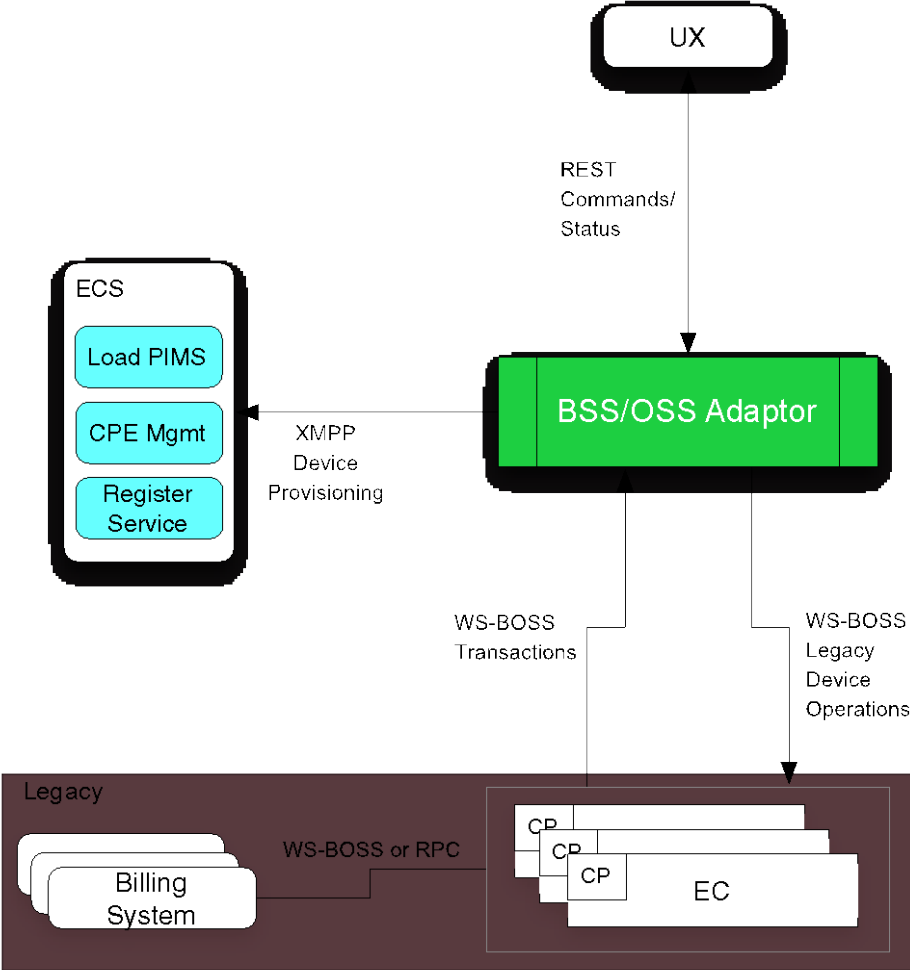 UX
REST
Commands/
Status
ECS
Load PIMS
CPE Mgmt
Register
Service
BSS/OSS Adaptor
XMPP
Device
Provisioning
WS-BOSS
Transactions
WS-BOSS
Legacy
Device
Operations
Legacy
WS-BOSS or RPC
Billing
System
CP
CP
CP
EC